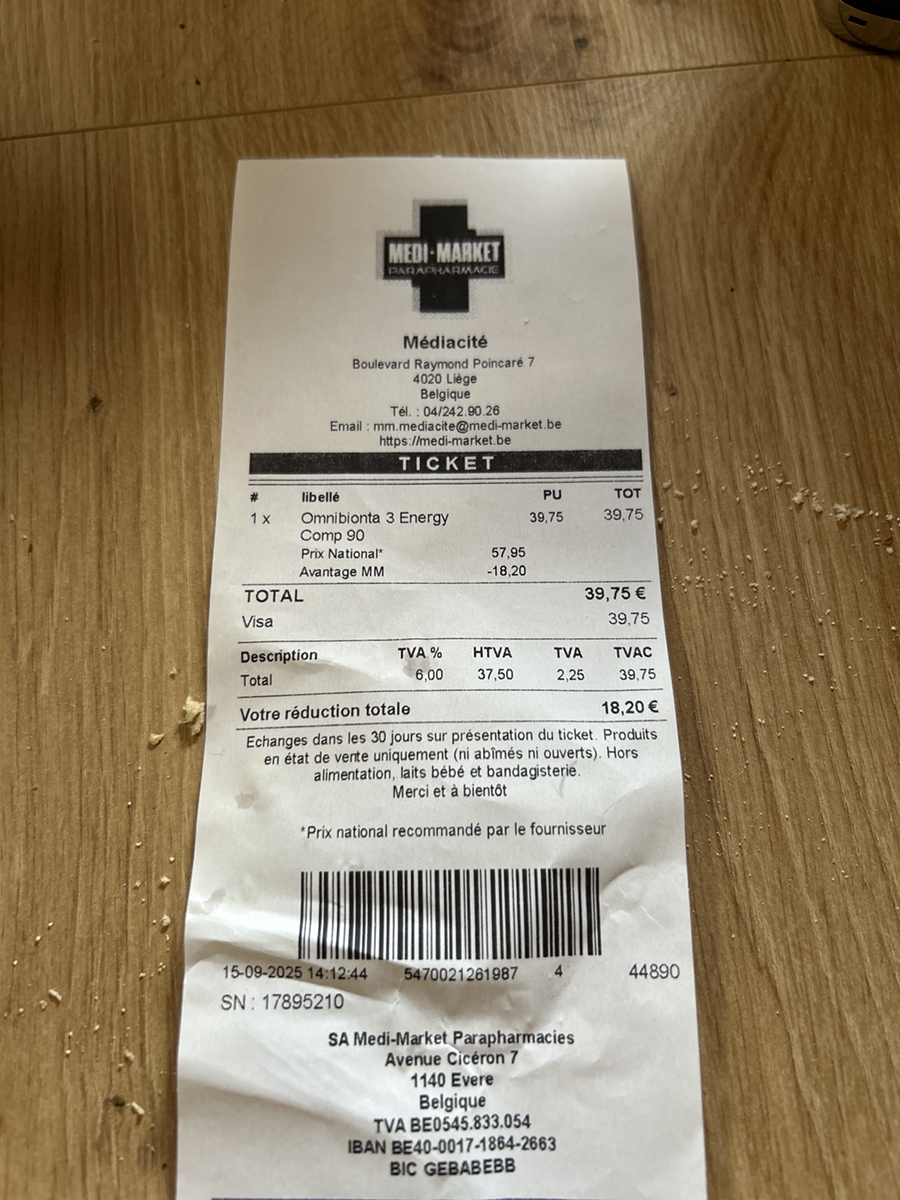 MEDI-MARKET
PARAPHARMACIE
Médiacité
Boulevard Raymond Poincaré 7
4020 Liège
Belgique
Tél. : 04/242.90.26
Email : mm.mediacite@medi-market.be
https://medi-market.be
TICKET
# libellé PU TOT
1 x Omnibionta 3 Energy 39,75 39,75
Comp 90
Prix National* 57,95
Avantage MM -18,20
TOTAL 39,75 €
Visa 39,75
Description TVA % HTVA TVA TVAC
Total 6,00 37,50 2,25 39,75
Votre réduction totale 18,20 €
Echanges dans les 30 jours sur présentation du ticket. Produits
en état de vente uniquement (ni abîmés ni ouverts). Hors
alimentation, laits bébé et bandagisterie.
Merci et à bientôt
*Prix national recommandé par le fournisseur
15-09-2025 14:12:44 5470021261987 4 44890
SN : 17895210
SA Medi-Market Parapharmacies
Avenue Cicéron 7
1140 Evere
Belgique
TVA BE0545.833.054
IBAN BE40-0017-1864-2663
BIC GEBABEBB